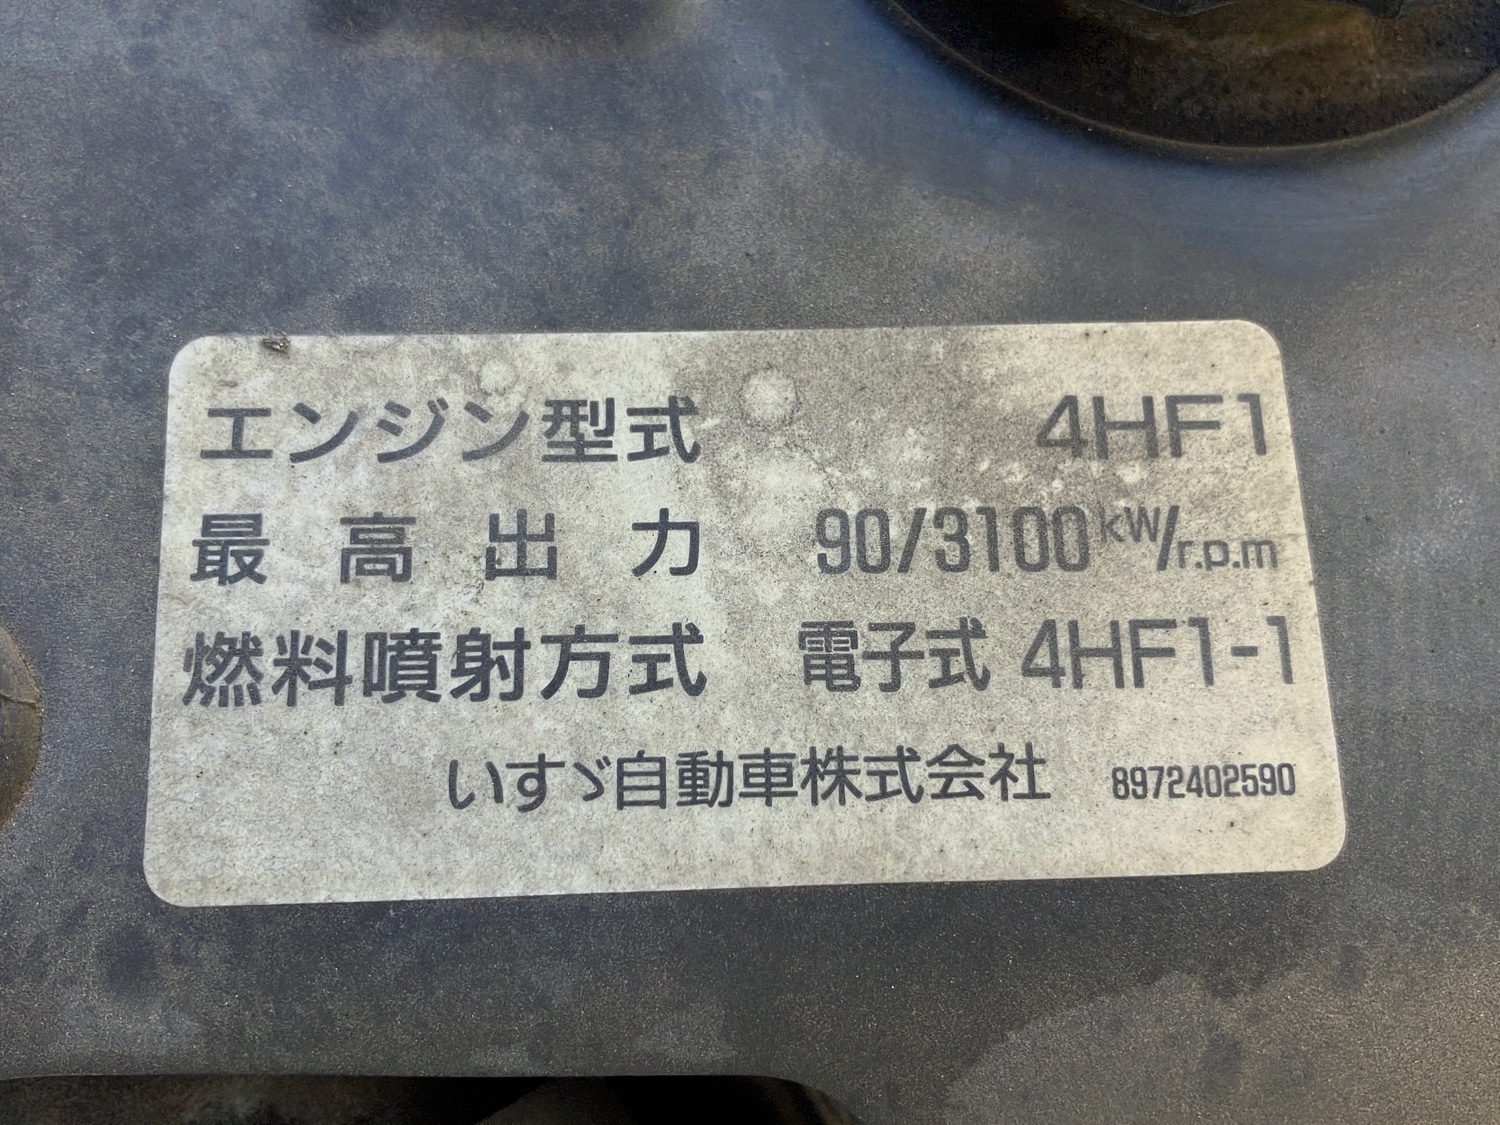 エンジン型式 4HF1
最高出力 90/3100 kW/r.p.m
燃料噴射方式 電子式 4HF1-1
いすゞ自動車株式会社 8972402590